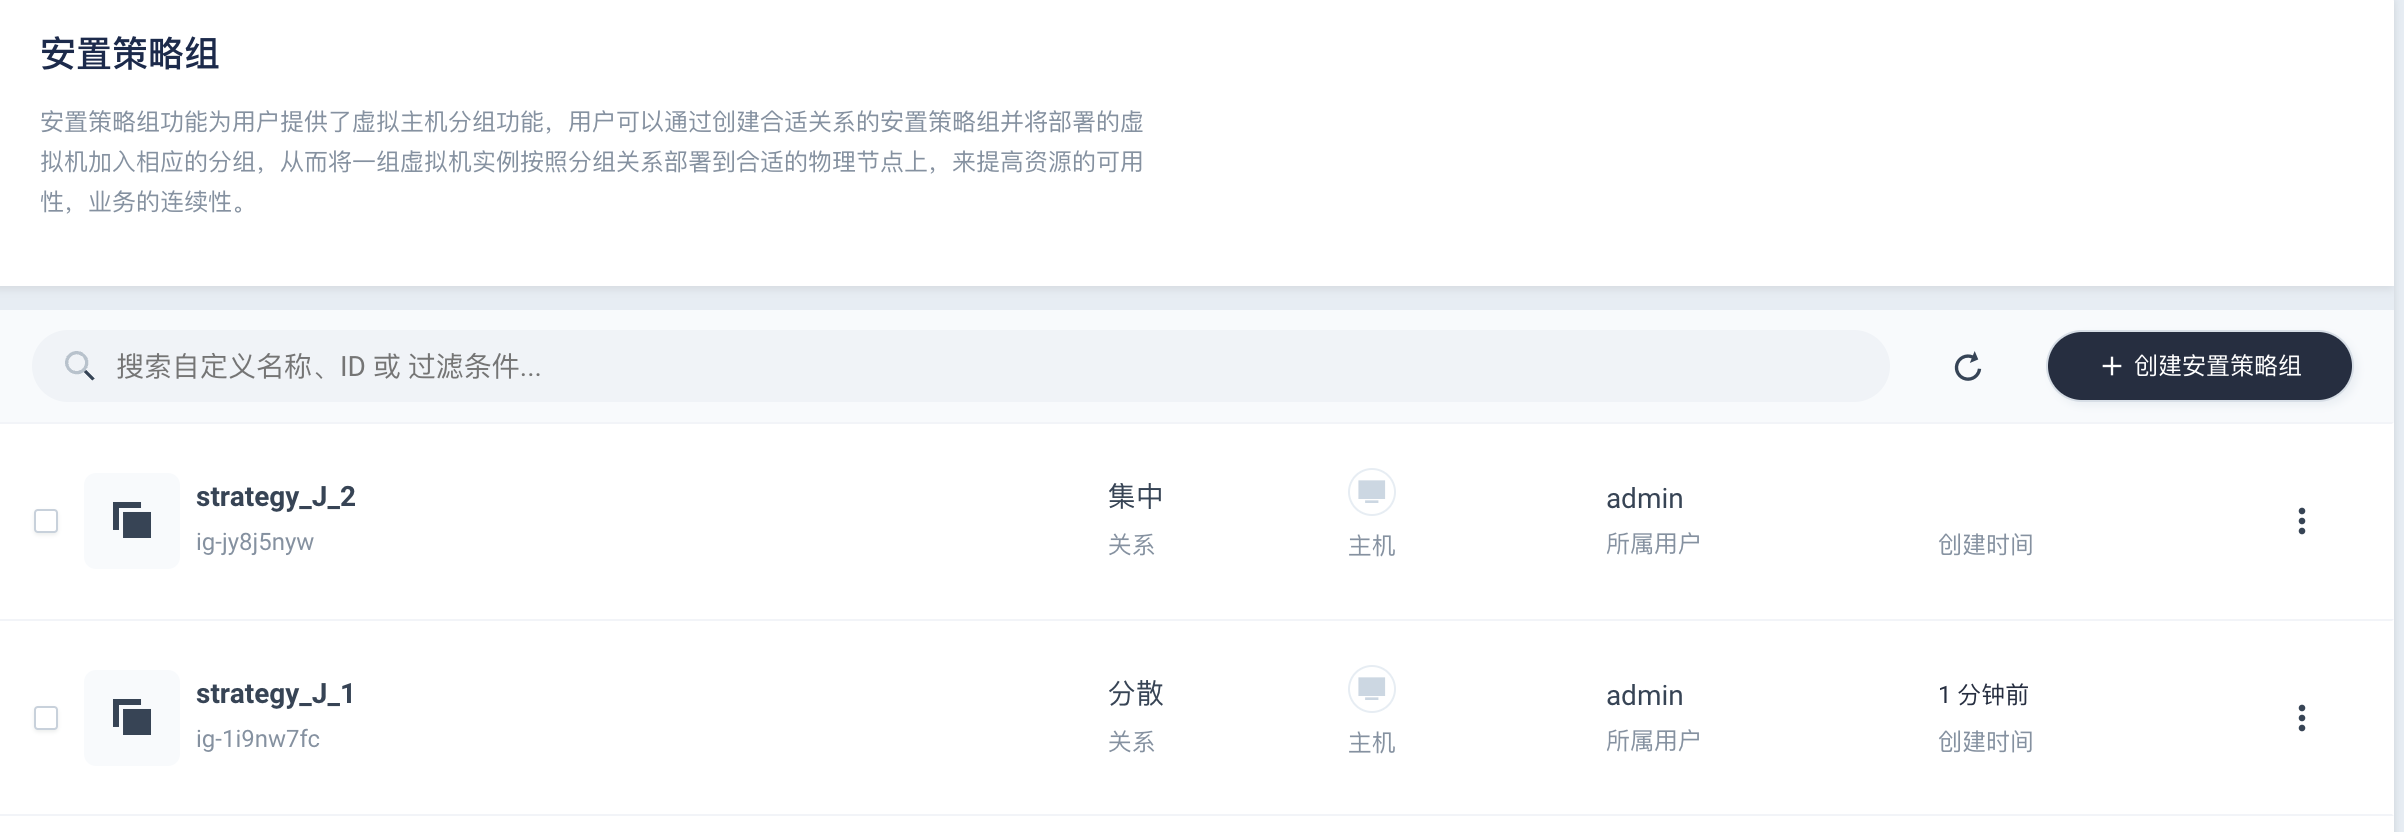 安置策略组
安置策略组功能为用户提供了虚拟主机分组功能，用户可以通过创建合适关系的安置策略组并将部署的虚
拟机加入相应的分组，从而将一组虚拟机实例按照分组关系部署到合适的物理节点上，来提高资源的可用
性，业务的连续性。
搜索自定义名称、ID 或 过滤条件...
创建安置策略组
strategy_J_2
集中
admin
ig-jy8j5nyw
关系
主机
所属用户
创建时间
strategy_J_1
分散
admin
1 分钟前
ig-1i9nw7fc
关系
主机
所属用户
创建时间